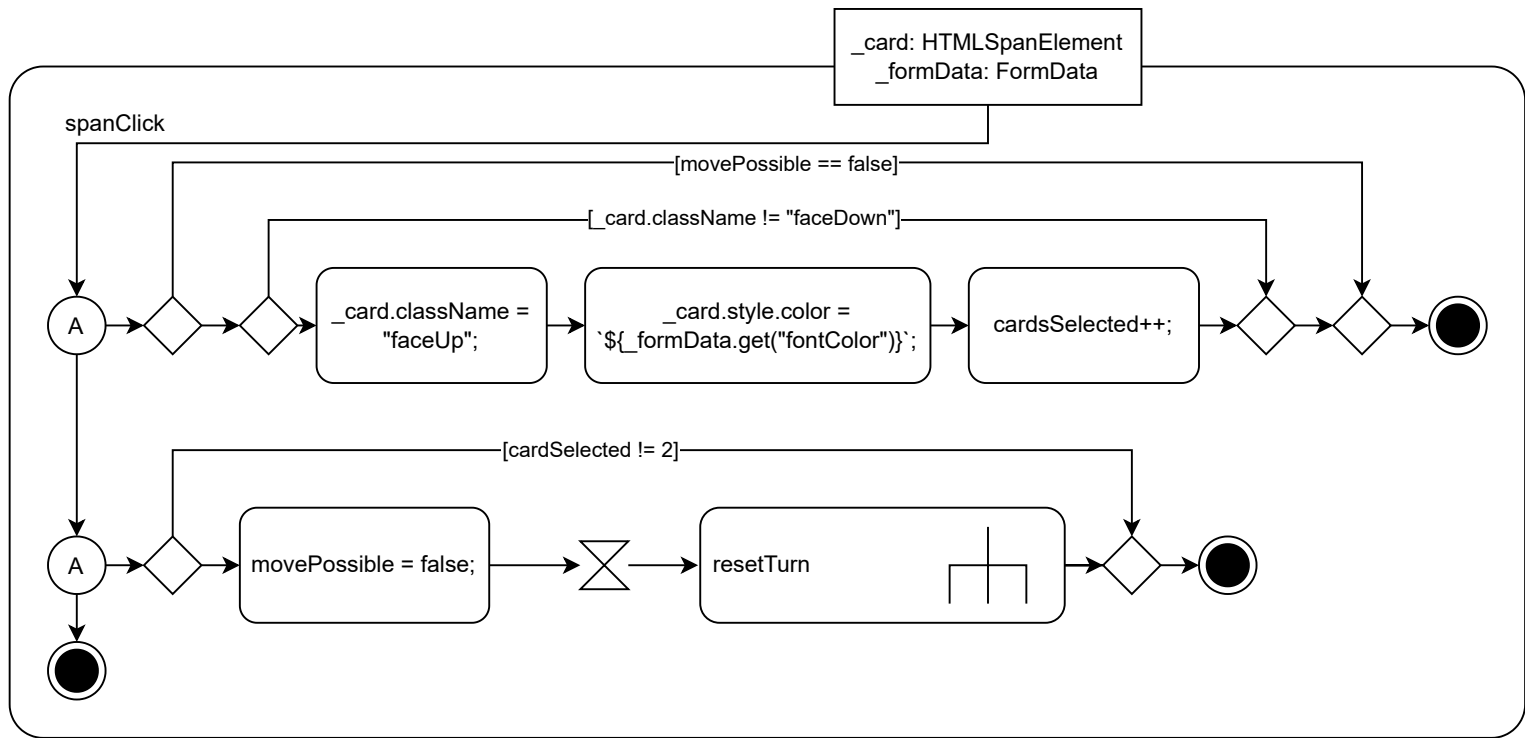 _card: HTMLSpanElement
_formData: FormData
spanClick
[movePossible == false]
[_card.className != "faceDown"]
A
_card.className =
"faceUp";
_card.style.color =
`${_formData.get("fontColor")}`;
cardsSelected++;
[cardSelected != 2]
A
movePossible = false;
resetTurn